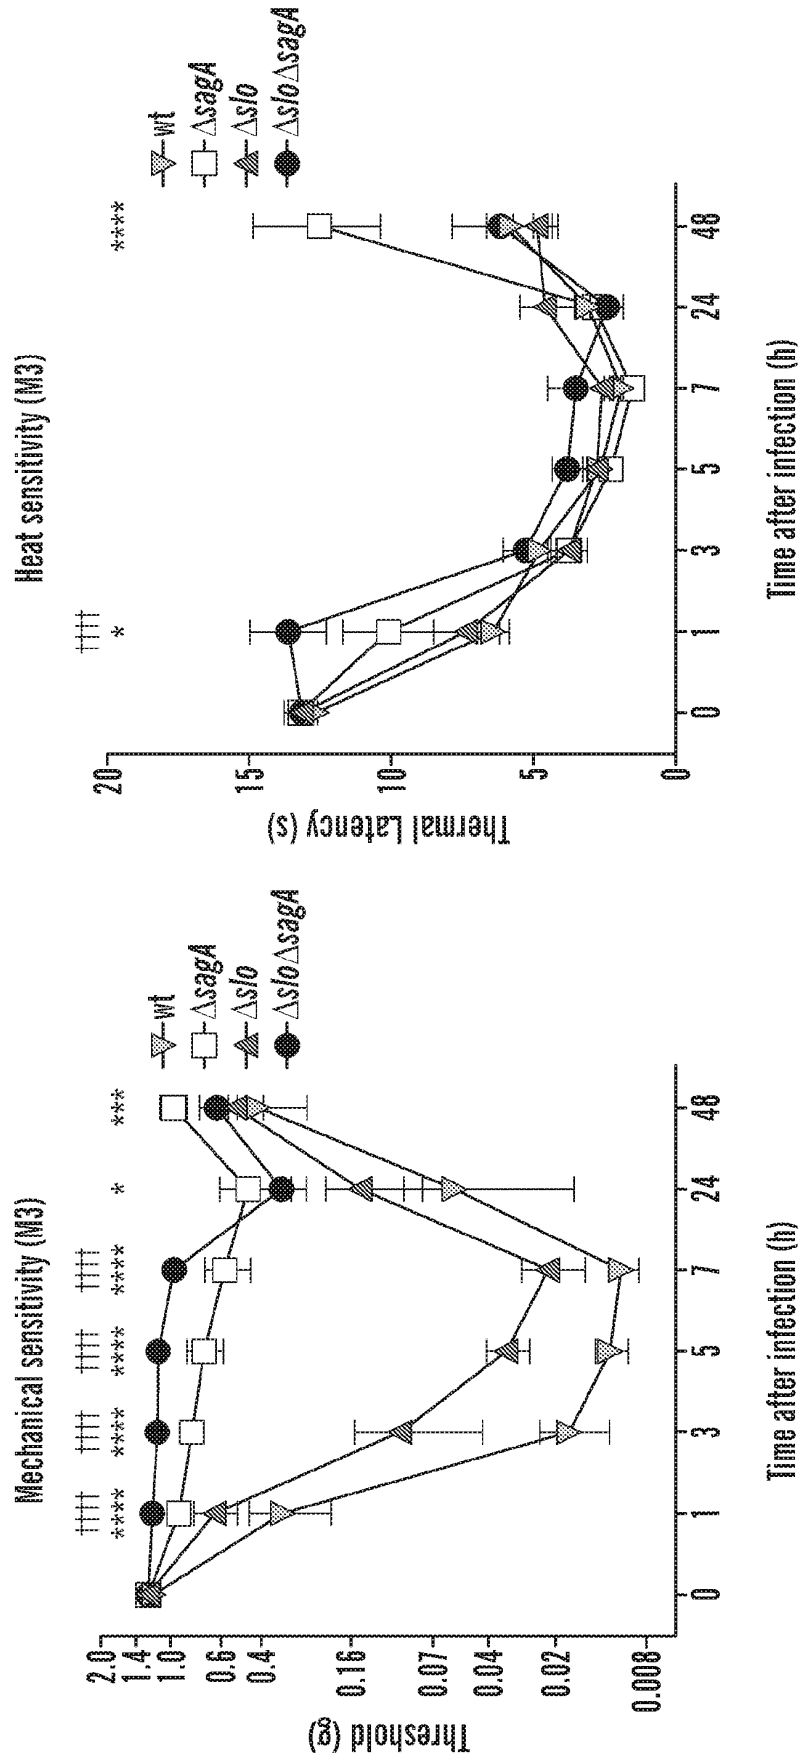 Mechanical sensitivity (M3)
†††† †††† †††† ††††
**** **** **** **** * ***
wt
ΔsagA
Δslo
ΔsloΔsagA
Threshold (g)
2.0
1.4
1.0
0.6
0.4
0.16
0.07
0.04
0.02
0.008
0 1 3 5 7 24 48
Time after infection (h)
Heat sensitivity (M3)
††††
* ****
wt
ΔsagA
Δslo
ΔsloΔsagA
Thermal Latency (s)
20
15
10
5
0
0 1 3 5 7 24 48
Time after infection (h)